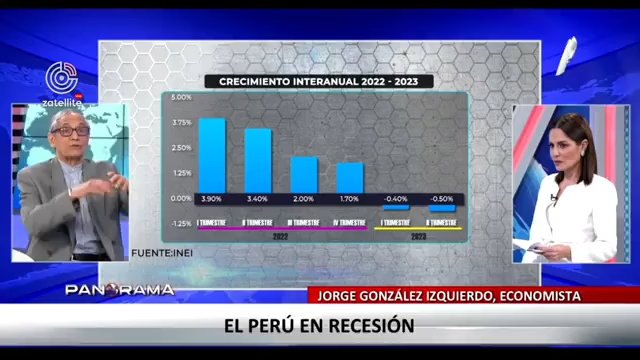 zatellite
CRECIMIENTO INTERANUAL 2022 - 2023
5.00%
3.75%
2.50%
1.25%
0.00%
-1.25%
3.90%
3.40%
2.00%
1.70%
-0.40%
-0.50%
I TRIMESTRE
II TRIMESTRE
III TRIMESTRE
IV TRIMESTRE
I TRIMESTRE
II TRIMESTRE
2022
2023
FUENTE:INEI
PANORAMA
JORGE GONZÁLEZ IZQUIERDO, ECONOMISTA
EL PERÚ EN RECESIÓN